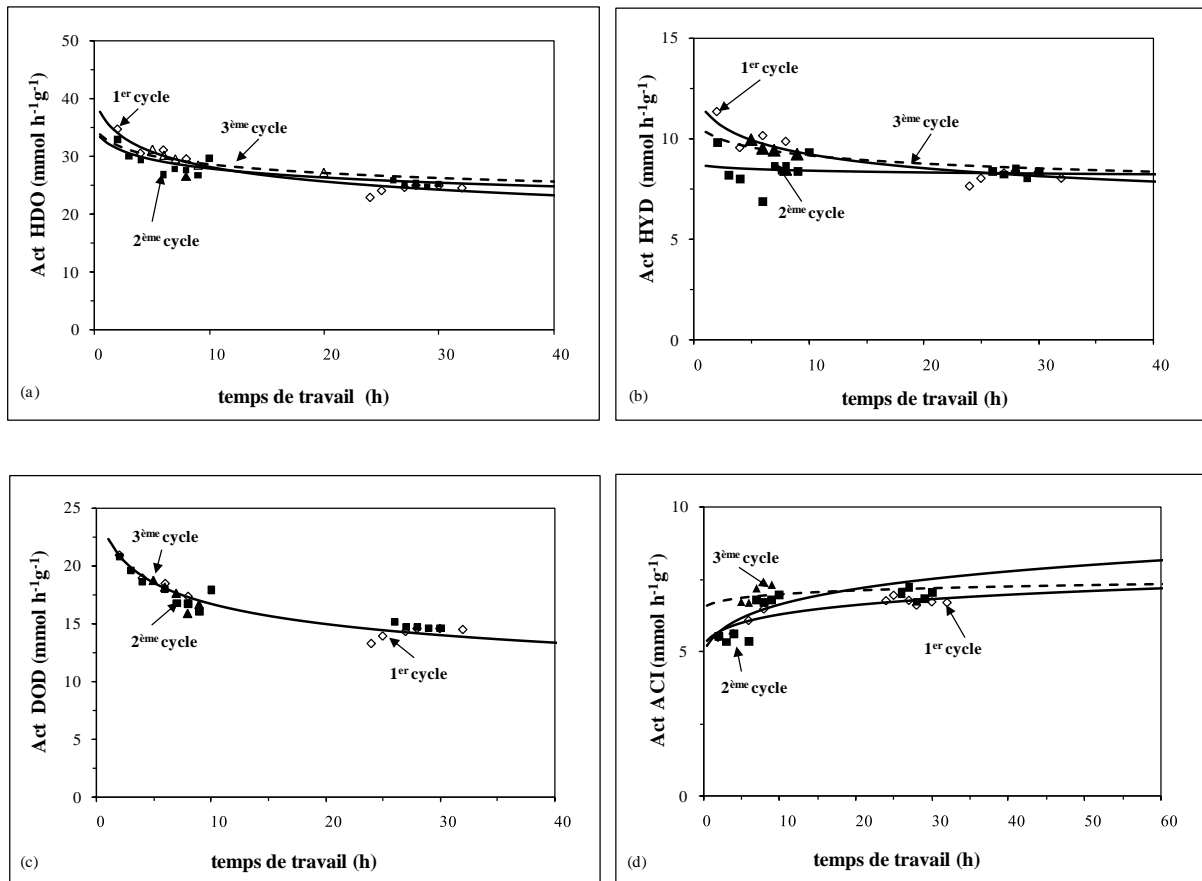 50
40
30
20
10
0
0 10 20 30 40
Act HDO (mmol h⁻¹g⁻¹)
1er cycle
3ème cycle
2ème cycle
temps de travail (h)
(a)
15
10
5
0
0 10 20 30 40
Act HYD (mmol h⁻¹g⁻¹)
1er cycle
3ème cycle
2ème cycle
temps de travail (h)
(b)
25
20
15
10
5
0
0 10 20 30 40
Act DOD (mmol h⁻¹g⁻¹)
3ème cycle
2ème cycle
1er cycle
temps de travail (h)
(c)
10
5
0
0 10 20 30 40 50 60
Act ACI (mmol h⁻¹g⁻¹)
3ème cycle
1er cycle
2ème cycle
temps de travail (h)
(d)